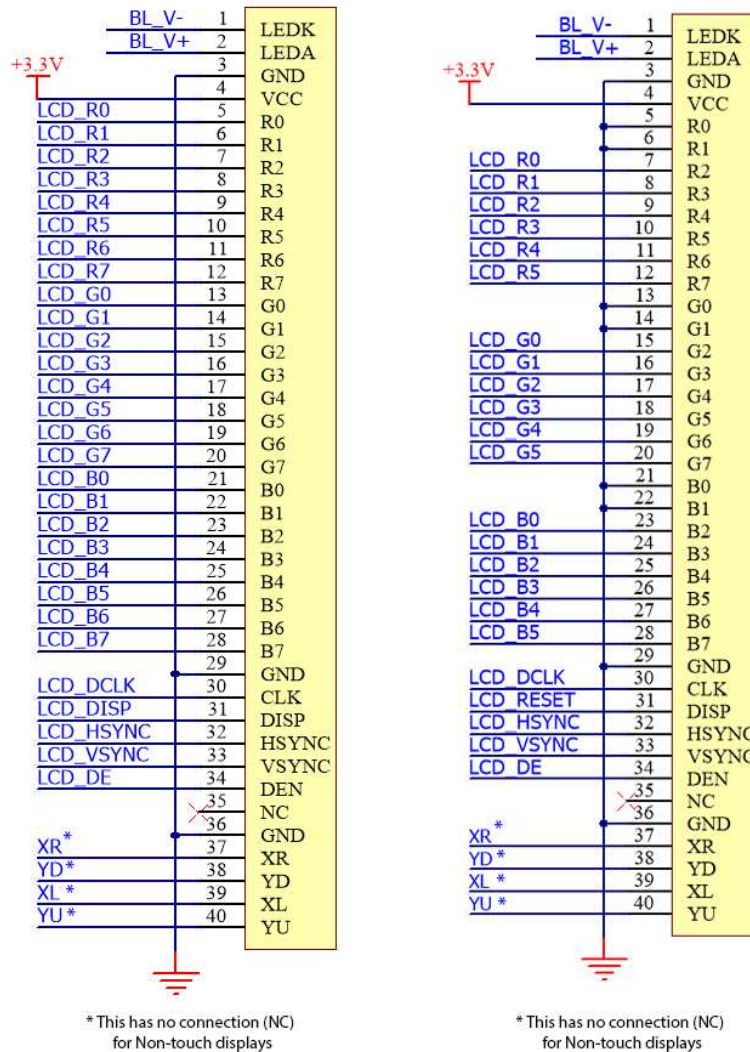 BL_V- 1 LEDK
BL_V+ 2 LEDA
3 GND
+3.3V 4 VCC
LCD_R0 5 R0
LCD_R1 6 R1
LCD_R2 7 R2
LCD_R3 8 R3
LCD_R4 9 R4
LCD_R5 10 R5
LCD_R6 11 R6
LCD_R7 12 R7
LCD_G0 13 G0
LCD_G1 14 G1
LCD_G2 15 G2
LCD_G3 16 G3
LCD_G4 17 G4
LCD_G5 18 G5
LCD_G6 19 G6
LCD_G7 20 G7
LCD_B0 21 B0
LCD_B1 22 B1
LCD_B2 23 B2
LCD_B3 24 B3
LCD_B4 25 B4
LCD_B5 26 B5
LCD_B6 27 B6
LCD_B7 28 B7
29 GND
LCD_DCLK 30 CLK
LCD_DISP 31 DISP
LCD_HSYNC 32 HSYNC
LCD_VSYNC 33 VSYNC
LCD_DE 34 DEN
35 NC
36 GND
XR* 37 XR
YD* 38 YD
XL * 39 XL
YU* 40 YU
* This has no connection (NC)
for Non-touch displays
BL_V- 1 LEDK
BL_V+ 2 LEDA
3 GND
+3.3V 4 VCC
5 R0
6 R1
LCD_R0 7 R2
LCD_R1 8 R3
LCD_R2 9 R4
LCD_R3 10 R5
LCD_R4 11 R6
LCD_R5 12 R7
13 G0
14 G1
LCD_G0 15 G2
LCD_G1 16 G3
LCD_G2 17 G4
LCD_G3 18 G5
LCD_G4 19 G6
LCD_G5 20 G7
21 B0
22 B1
LCD_B0 23 B2
LCD_B1 24 B3
LCD_B2 25 B4
LCD_B3 26 B5
LCD_B4 27 B6
LCD_B5 28 B7
29 GND
LCD_DCLK 30 CLK
LCD_RESET 31 DISP
LCD_HSYNC 32 HSYNC
LCD_VSYNC 33 VSYNC
LCD_DE 34 DEN
35 NC
36 GND
XR* 37 XR
YD* 38 YD
XL * 39 XL
YU * 40 YU
* This has no connection (NC)
for Non-touch displays